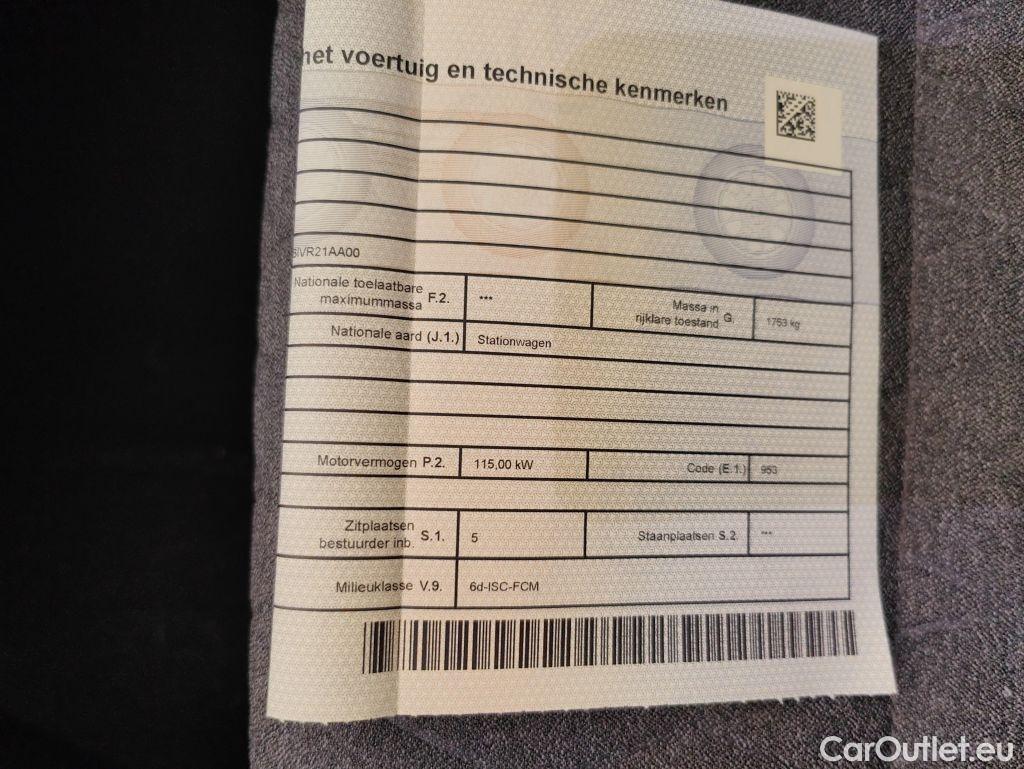 het voertuig en technische kenmerken
SIVR21AA00
Nationale toelaatbare
maximummassa F.2. ***
Massa in
rijklare toestand G. 1753 kg
Nationale aard (J.1.) Stationwagen
Motorvermogen P.2. 115,00 kW Code (E.1.) 953
Zitplaatsen
bestuurder inb. S.1. 5
Staanplaatsen S.2. ***
Milieuklasse V.9. 6d-ISC-FCM
CarOutlet.eu